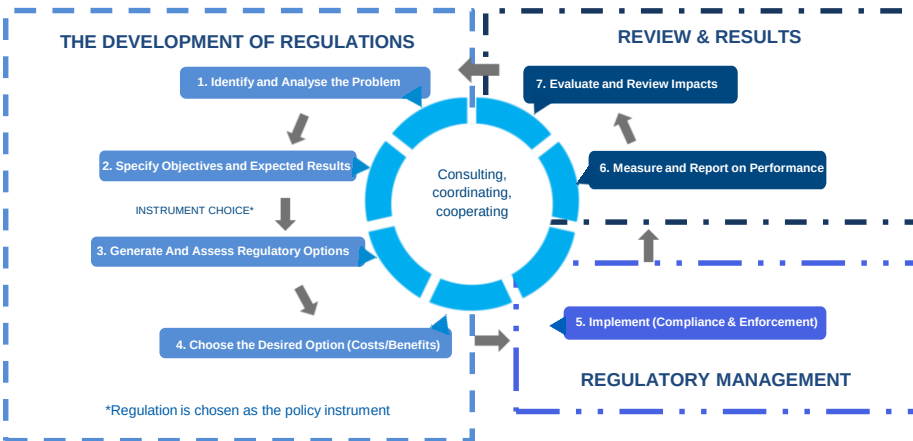 THE DEVELOPMENT OF REGULATIONS
1. Identify and Analyse the Problem
2. Specify Objectives and Expected Results
INSTRUMENT CHOICE*
3. Generate And Assess Regulatory Options
4. Choose the Desired Option (Costs/Benefits)
*Regulation is chosen as the policy instrument
Consulting,
coordinating,
cooperating
REVIEW & RESULTS
7. Evaluate and Review Impacts
6. Measure and Report on Performance
5. Implement (Compliance & Enforcement)
REGULATORY MANAGEMENT